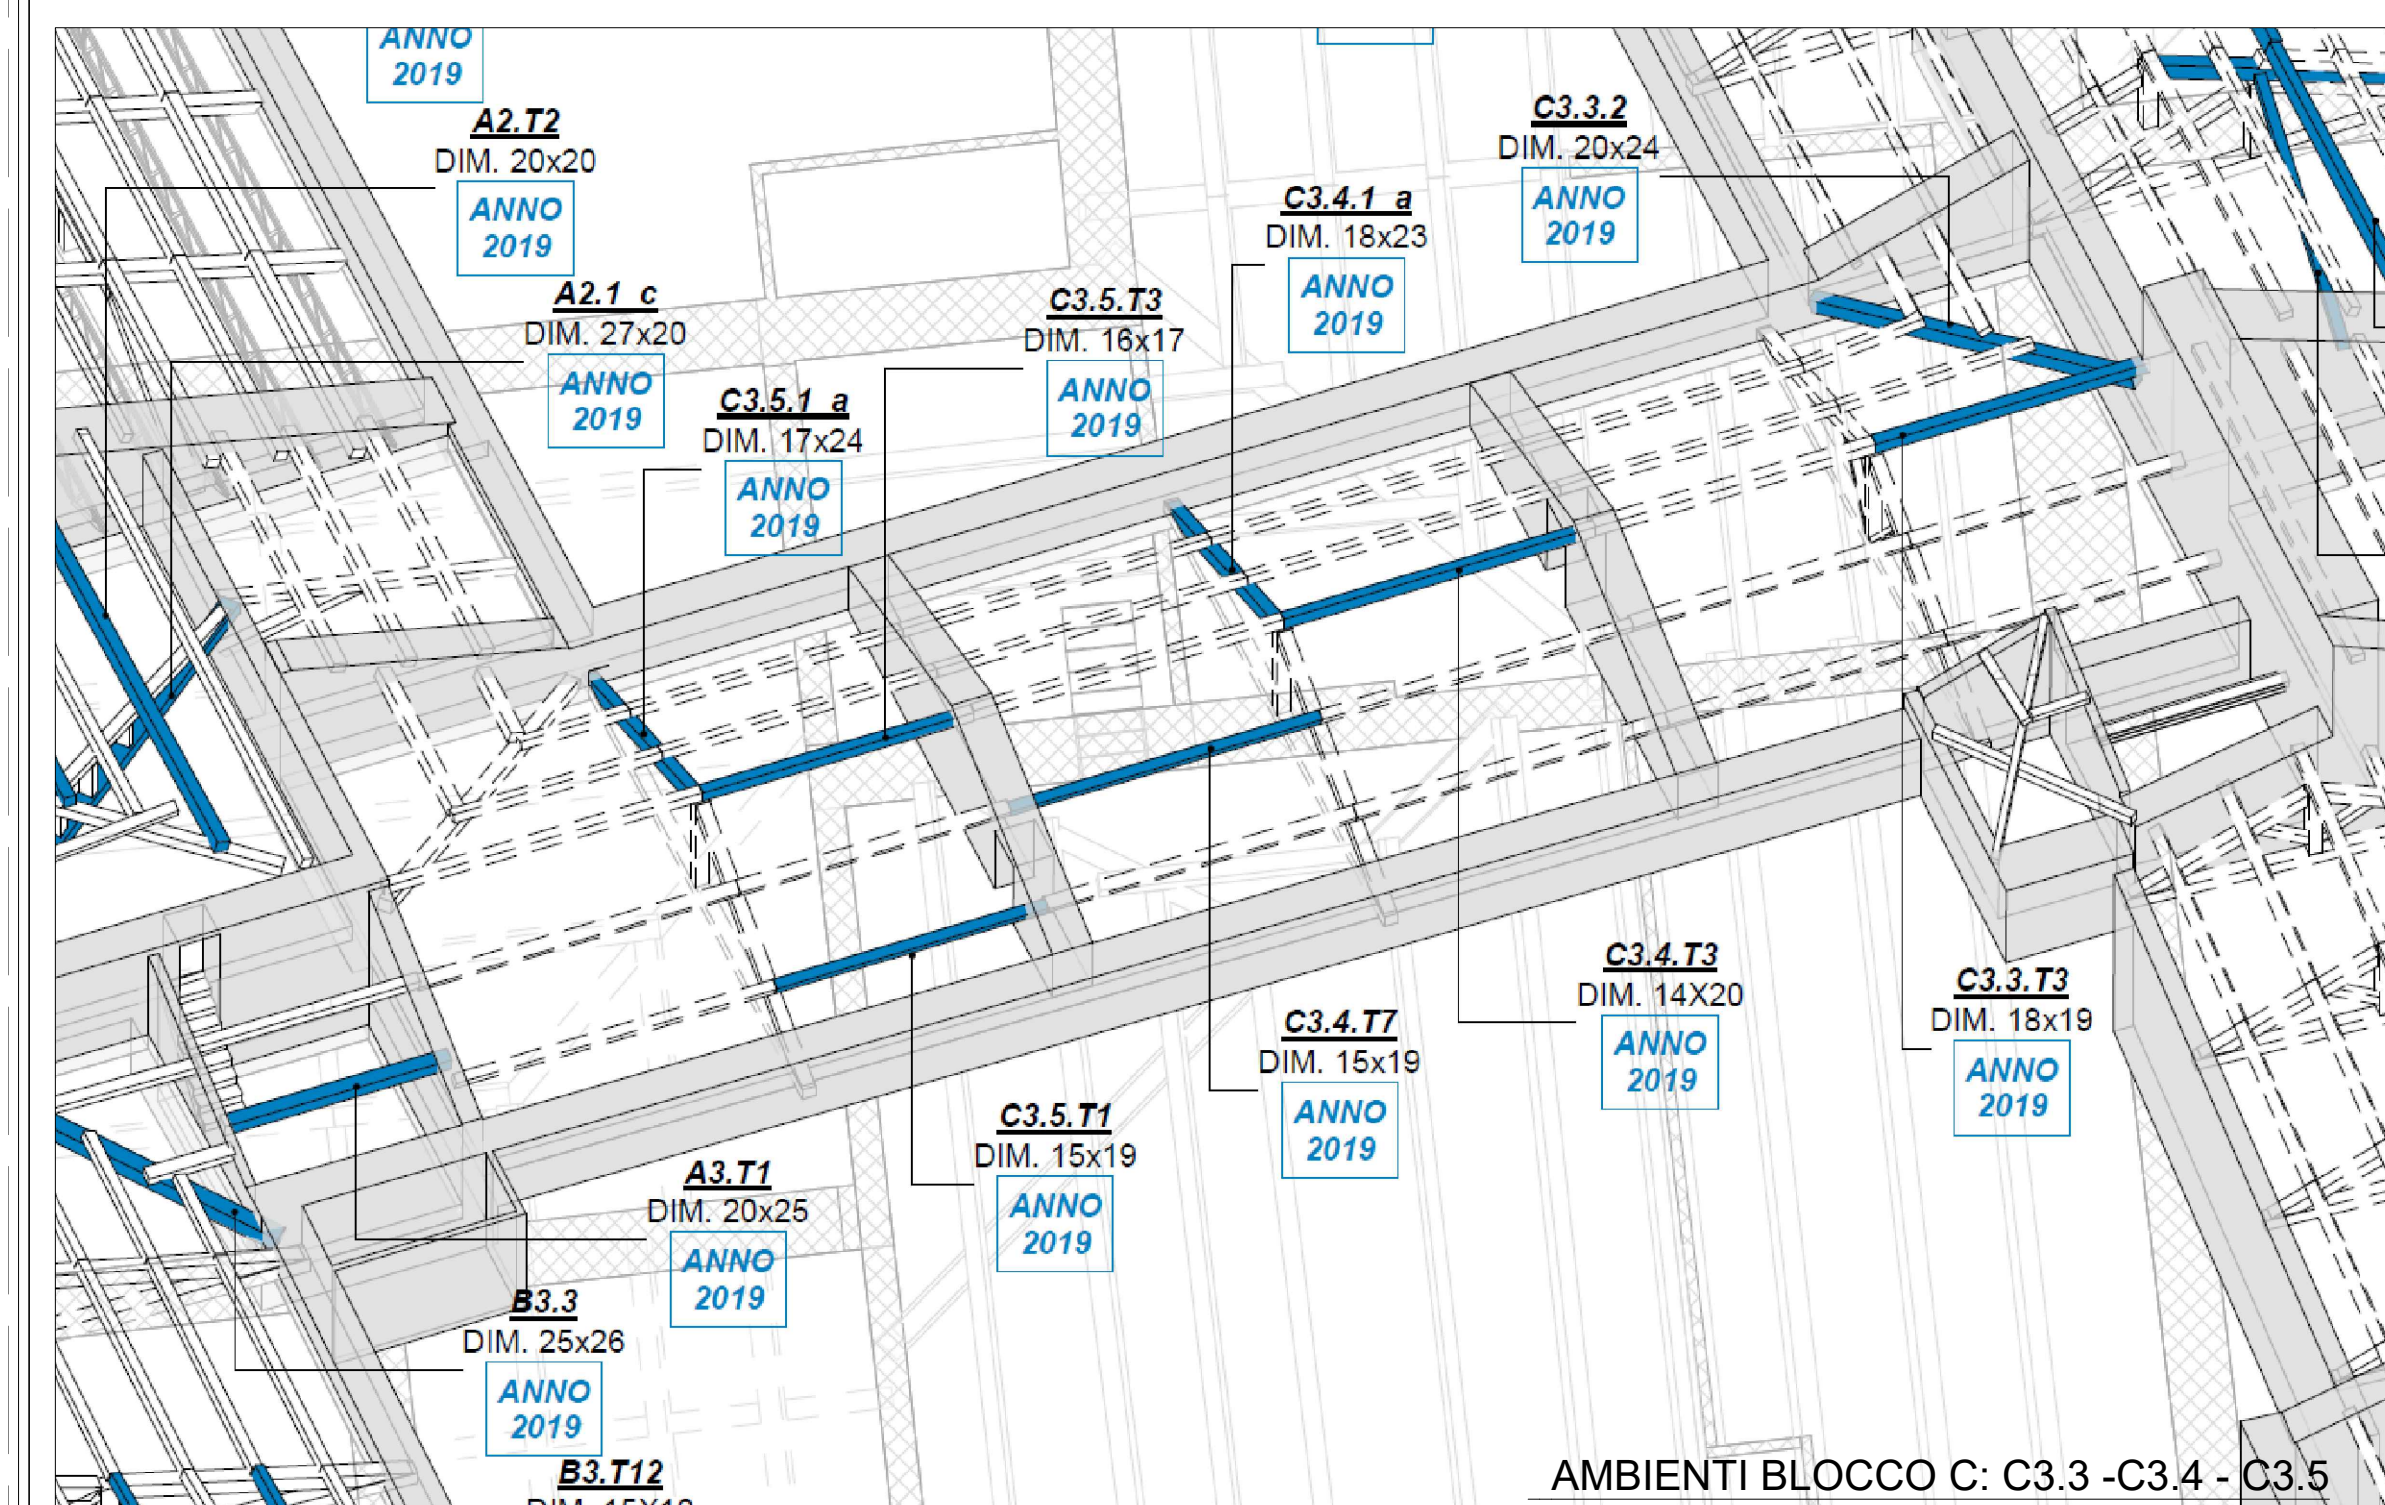 ANNO
2019
A2.T2
DIM. 20x20
ANNO
2019
A2.1 c
DIM. 27x20
ANNO
2019
C3.5.1 a
DIM. 17x24
ANNO
2019
C3.5.T3
DIM. 16x17
ANNO
2019
C3.4.1 a
DIM. 18x23
ANNO
2019
C3.3.2
DIM. 20x24
ANNO
2019
C3.3.T3
DIM. 18x19
ANNO
2019
C3.4.T3
DIM. 14X20
ANNO
2019
C3.4.T7
DIM. 15x19
ANNO
2019
C3.5.T1
DIM. 15x19
ANNO
2019
A3.T1
DIM. 20x25
ANNO
2019
B3.3
DIM. 25x26
ANNO
2019
B3.T12
AMBIENTI BLOCCO C: C3.3 -C3.4 - C3.5